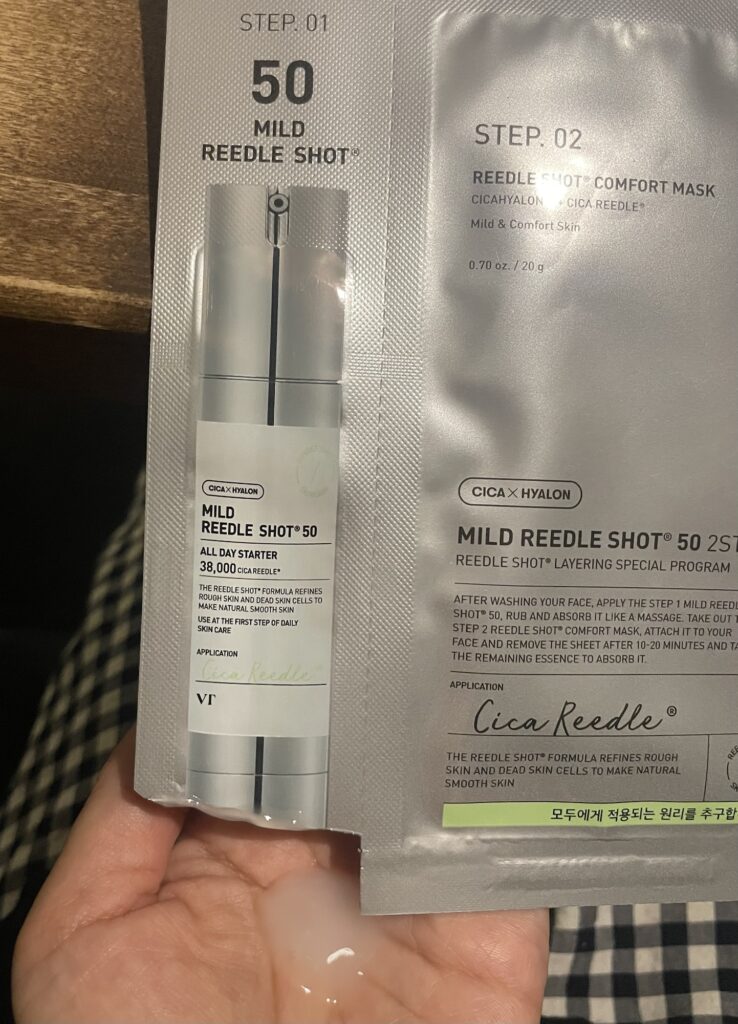 STEP. 01
50
MILD
REEDLE SHOT®
CICA×HYALON
MILD
REEDLE SHOT® 50
ALL DAY STARTER
38,000 CICA REEDLE®
THE REEDLE SHOT® FORMULA REFINES
ROUGH SKIN AND DEAD SKIN CELLS TO
MAKE NATURAL SMOOTH SKIN
USE AT THE FIRST STEP OF DAILY
SKIN CARE
APPLICATION
Cica Reedle®
VT
STEP. 02
REEDLE SHOT® COMFORT MASK
CICAHYALON + CICA REEDLE®
Mild & Comfort Skin
0.70 oz. / 20 g
CICA×HYALON
MILD REEDLE SHOT® 50 2ST
REEDLE SHOT® LAYERING SPECIAL PROGRAM
AFTER WASHING YOUR FACE, APPLY THE STEP 1 MILD REEDL
SHOT® 50, RUB AND ABSORB IT LIKE A MASSAGE. TAKE OUT T
STEP 2 REEDLE SHOT® COMFORT MASK, ATTACH IT TO YOUR
FACE AND REMOVE THE SHEET AFTER 10-20 MINUTES AND TA
THE REMAINING ESSENCE TO ABSORB IT.
APPLICATION
Cica Reedle®
THE REEDLE SHOT® FORMULA REFINES ROUGH
SKIN AND DEAD SKIN CELLS TO MAKE NATURAL
SMOOTH SKIN
모두에게 적용되는 원리를 추구합